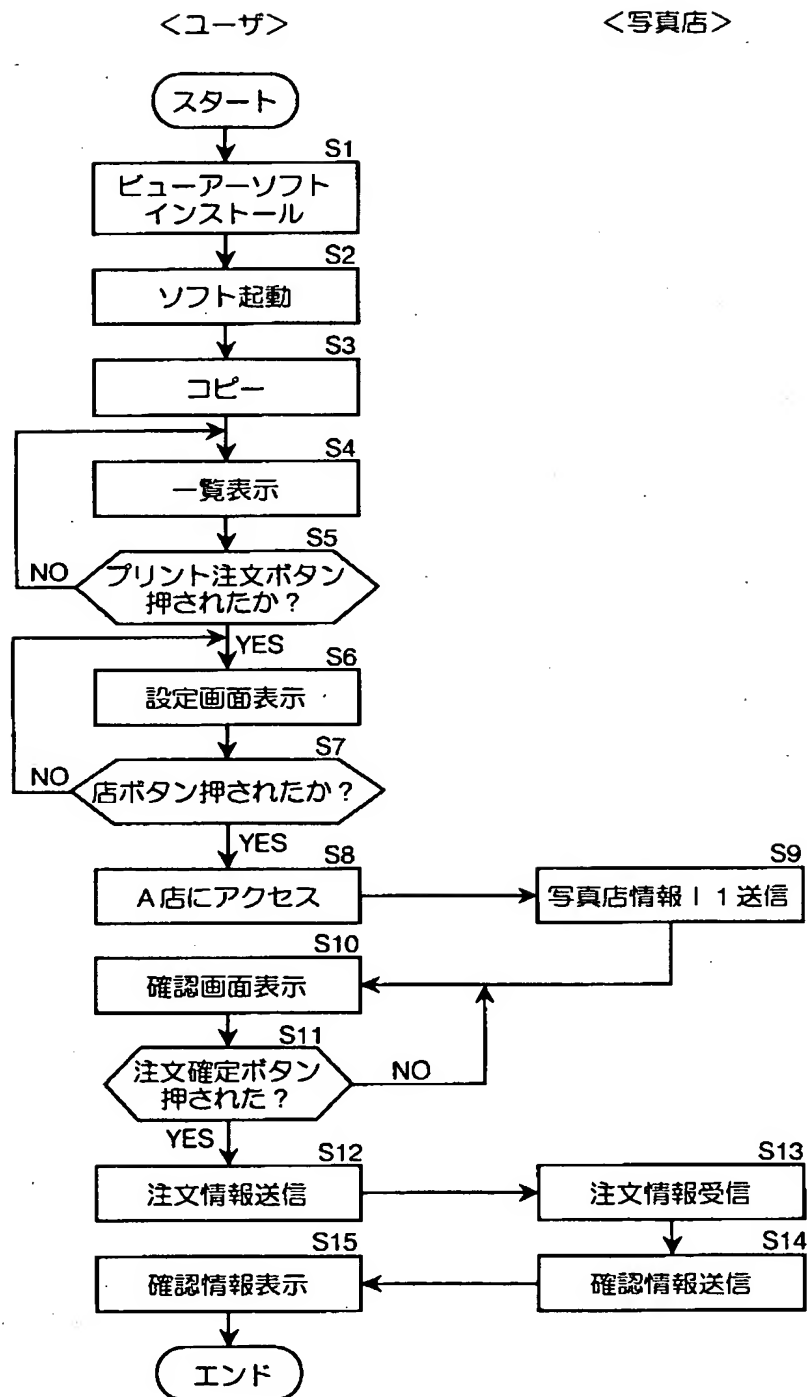 <ユーザ>
<写真店>
スタート
S1
ビューアーソフト
インストール
S2
ソフト起動
S3
コピー
S4
一覧表示
S5
プリント注文ボタン
押されたか？
NO
YES
S6
設定画面表示
S7
店ボタン押されたか？
NO
YES
S8
A店にアクセス
S9
写真店情報I1送信
S10
確認画面表示
S11
注文確定ボタン
押された？
NO
YES
S12
注文情報送信
S13
注文情報受信
S14
確認情報送信
S15
確認情報表示
エンド